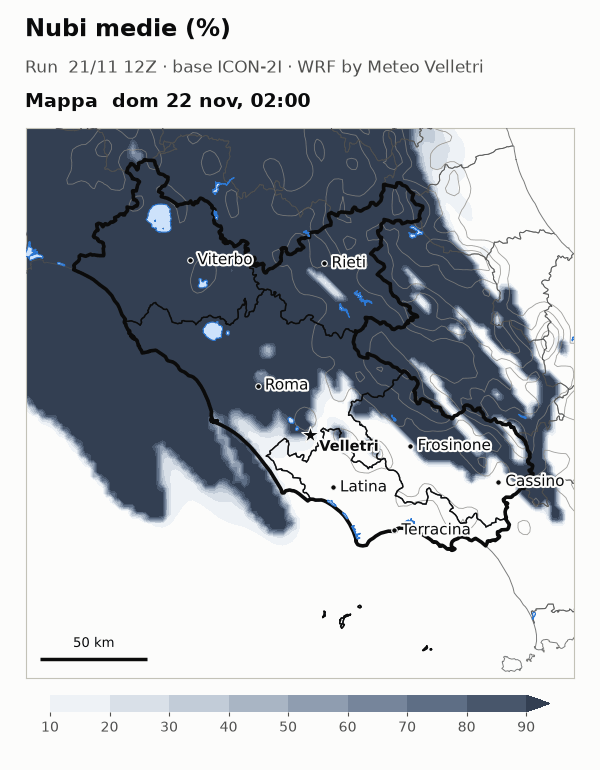 Nubi medie (%)
Run  21/11 12Z · base ICON-2I · WRF by Meteo Velletri
Mappa  dom 22 nov, 02:00
Viterbo
Rieti
Roma
Velletri
Frosinone
Cassino
Latina
Terracina
50 km
10 20 30 40 50 60 70 80 90